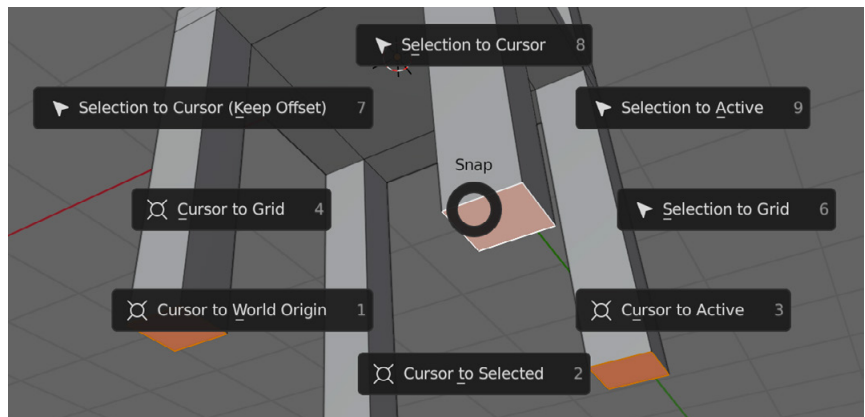 Selection to Cursor 8
Selection to Cursor (Keep Offset) 7
Selection to Active 9
Snap
Cursor to Grid 4
Selection to Grid 6
Cursor to World Origin 1
Cursor to Active 3
Cursor to Selected 2